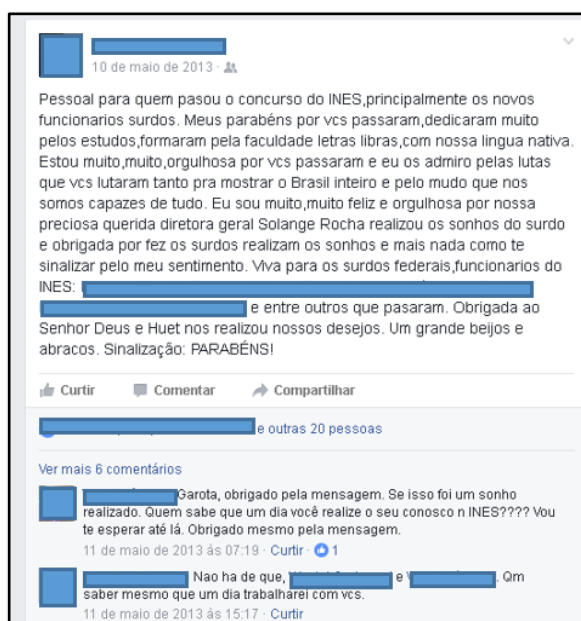 10 de maio de 2013 ·
Pessoal para quem pasou o concurso do INES,principalmente os novos
funcionarios surdos. Meus parabéns por vcs passaram,dedicaram muito
pelos estudos,formaram pela faculdade letras libras,com nossa lingua nativa.
Estou muito,muito,orgulhosa por vcs passaram e eu os admiro pelas lutas
que vcs lutaram tanto pra mostrar o Brasil inteiro e pelo mudo que nos
somos capazes de tudo. Eu sou muito,muito feliz e orgulhosa por nossa
preciosa querida diretora geral Solange Rocha realizou os sonhos do surdo
e obrigada por fez os surdos realizam os sonhos e mais nada como te
sinalizar pelo meu sentimento. Viva para os surdos federais,funcionarios do
INES:
e entre outros que pasaram. Obrigada ao
Senhor Deus e Huet nos realizou nossos desejos. Um grande beijos e
abracos. Sinalização: PARABÉNS!
Curtir Comentar Compartilhar
e outras 20 pessoas
Ver mais 6 comentários
Garota, obrigado pela mensagem. Se isso foi um sonho
realizado. Quem sabe que um dia você realize o seu conosco n INES???? Vou
te esperar até lá. Obrigado mesmo pela mensagem.
11 de maio de 2013 às 07:19 · Curtir · 1
Nao ha de que, e . Qm
saber mesmo que um dia trabalharei com vcs.
11 de maio de 2013 às 15:17 · Curtir